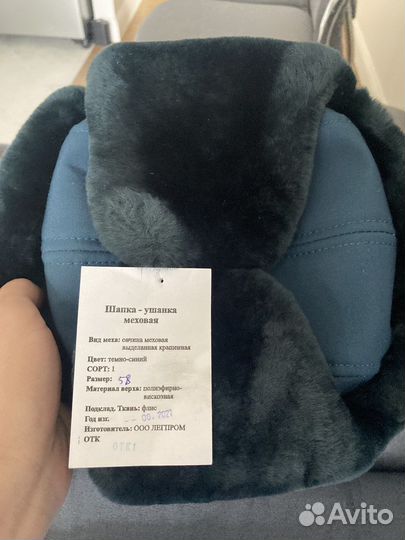 Шапка - ушанка
меховая
Вид меха: овчина меховая
выделанная крашенная
Цвет: темно-синий
СОРТ: 1
Размер: 58
Материал верха: полиэфирно-
вискозная
Подклад. Ткань: флис
Год изг.
Изготовитель: ООО ЛЕГПРОМ
ОТК
Avito